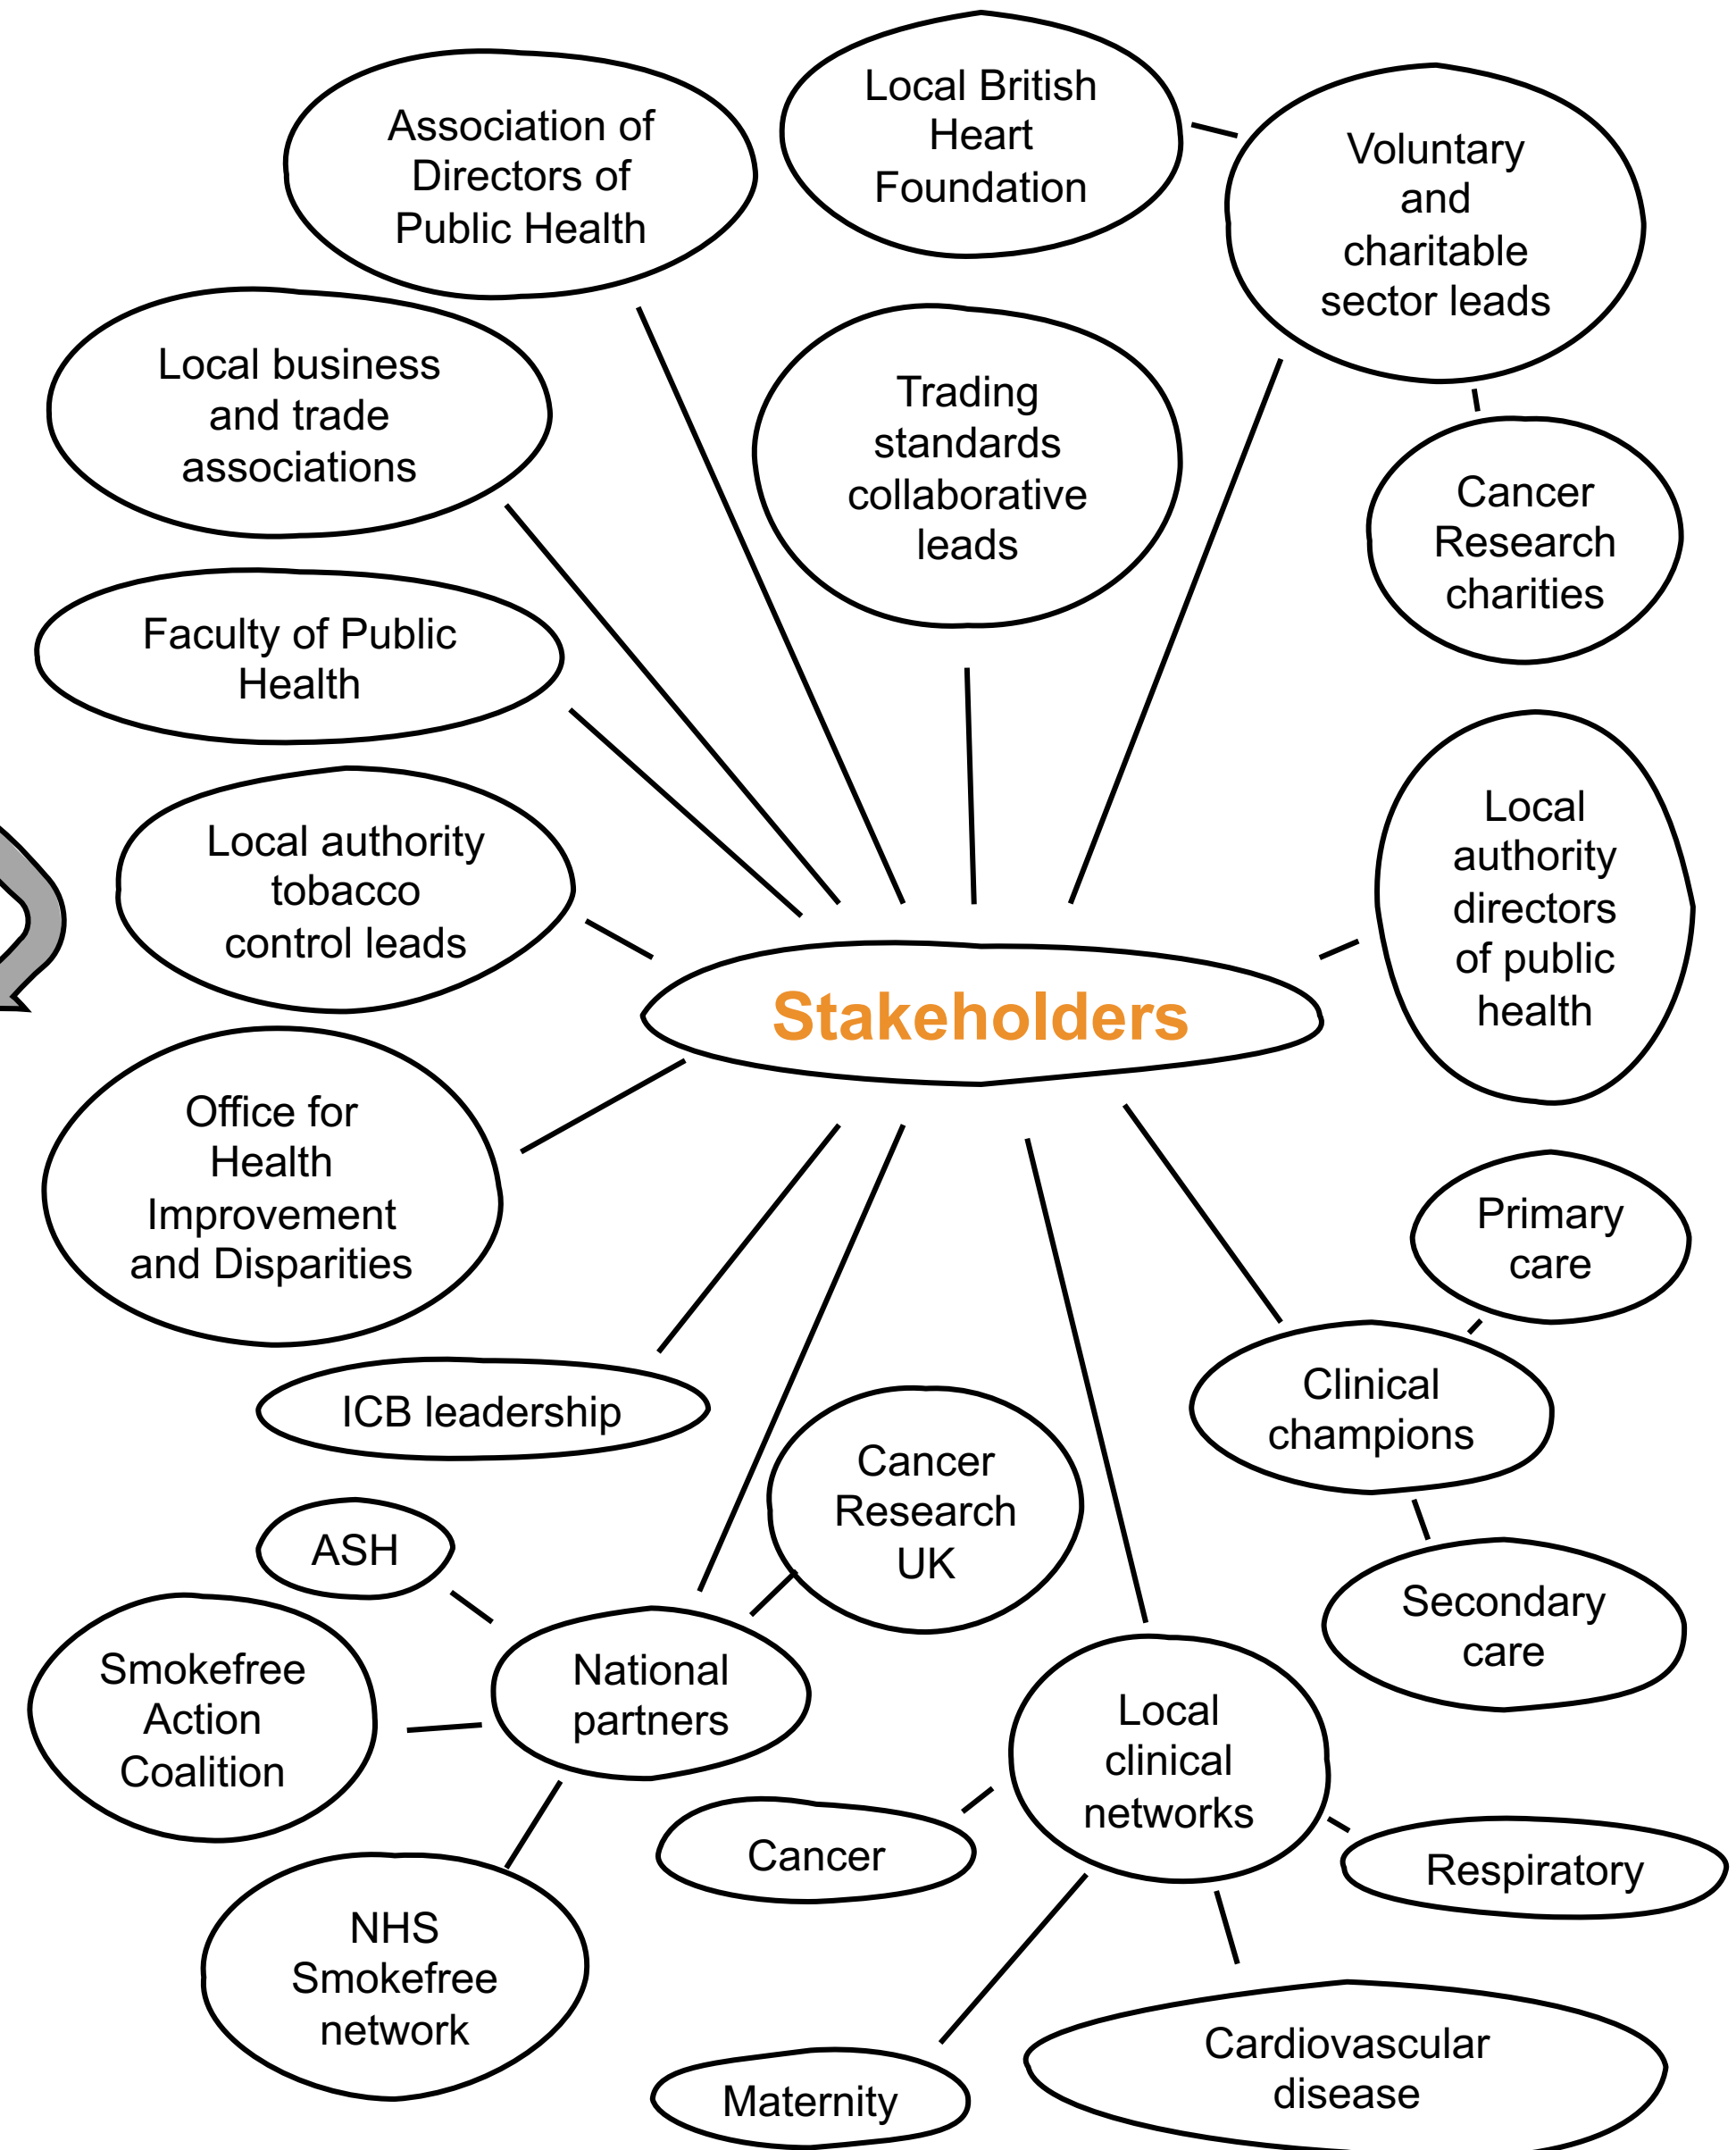 Local British
Heart
Foundation
Association of
Directors of
Public Health
Voluntary
and
charitable
sector leads
Local business
and trade
associations
Trading
standards
collaborative
leads
Cancer
Research
charities
Faculty of Public
Health
Local authority
tobacco
control leads
Local
authority
directors
of public
health
Stakeholders
Office for
Health
Improvement
and Disparities
Primary
care
ICB leadership
Clinical
champions
Cancer
Research
UK
ASH
Secondary
care
Smokefree
Action
Coalition
National
partners
Local
clinical
networks
Cancer
Respiratory
NHS
Smokefree
network
Cardiovascular
disease
Maternity